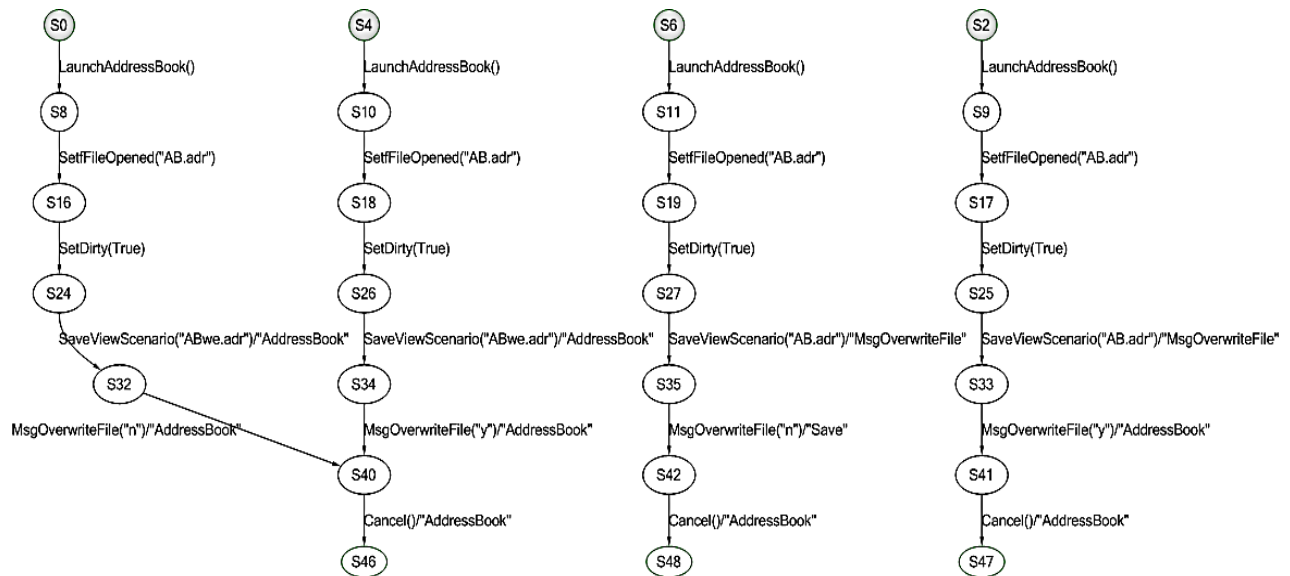 S0 S4 S6 S2
LaunchAddressBook() LaunchAddressBook() LaunchAddressBook() LaunchAddressBook()
S8 S10 S11 S9
SetfFileOpened("AB.adr") SetfFileOpened("AB.adr") SetfFileOpened("AB.adr") SetfFileOpened("AB.adr")
S16 S18 S19 S17
SetDirty(True) SetDirty(True) SetDirty(True) SetDirty(True)
S24 S26 S27 S25
SaveViewScenario("ABwe.adr")/"AddressBook" SaveViewScenario("ABwe.adr")/"AddressBook" SaveViewScenario("AB.adr")/"MsgOverwriteFile" SaveViewScenario("AB.adr")/"MsgOverwriteFile"
S32 S34 S35 S33
MsgOverwriteFile("n")/"AddressBook" MsgOverwriteFile("y")/"AddressBook" MsgOverwriteFile("n")/"Save" MsgOverwriteFile("y")/"AddressBook"
S40 S42 S41
Cancel()/"AddressBook" Cancel()/"AddressBook" Cancel()/"AddressBook"
S46 S48 S47